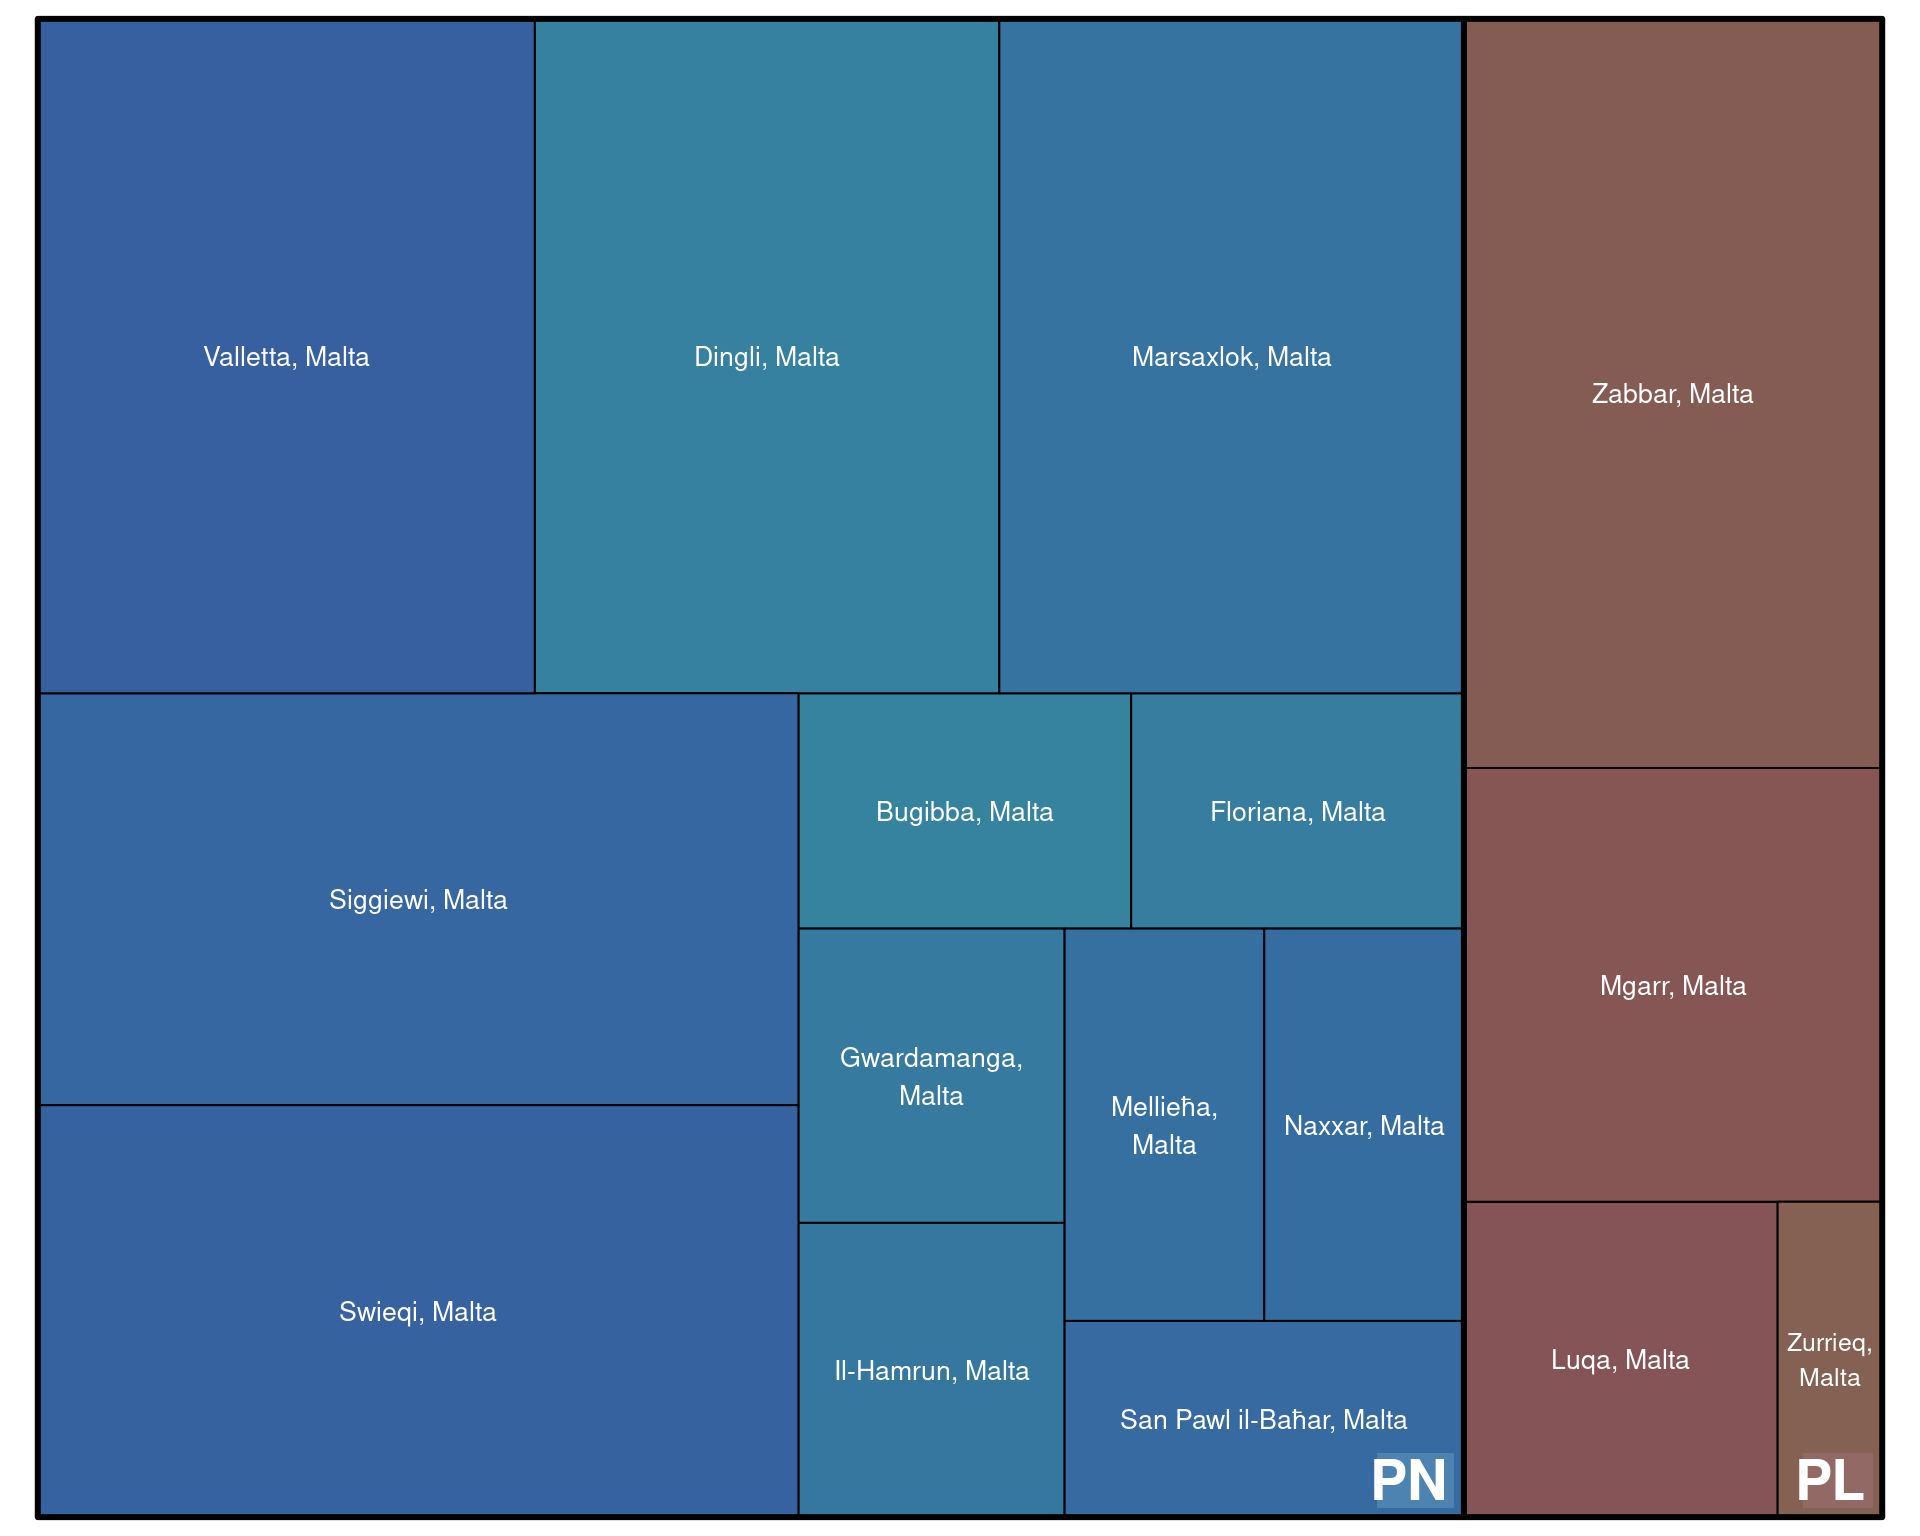 Valletta, Malta
Dingli, Malta
Marsaxlok, Malta
Zabbar, Malta
Siggiewi, Malta
Bugibba, Malta
Floriana, Malta
Mgarr, Malta
Gwardamanga,
Malta
Mellieħa,
Malta
Naxxar, Malta
Swieqi, Malta
Il-Hamrun, Malta
San Pawl il-Baħar, Malta
PN
Luqa, Malta
Zurrieq,
Malta
PL